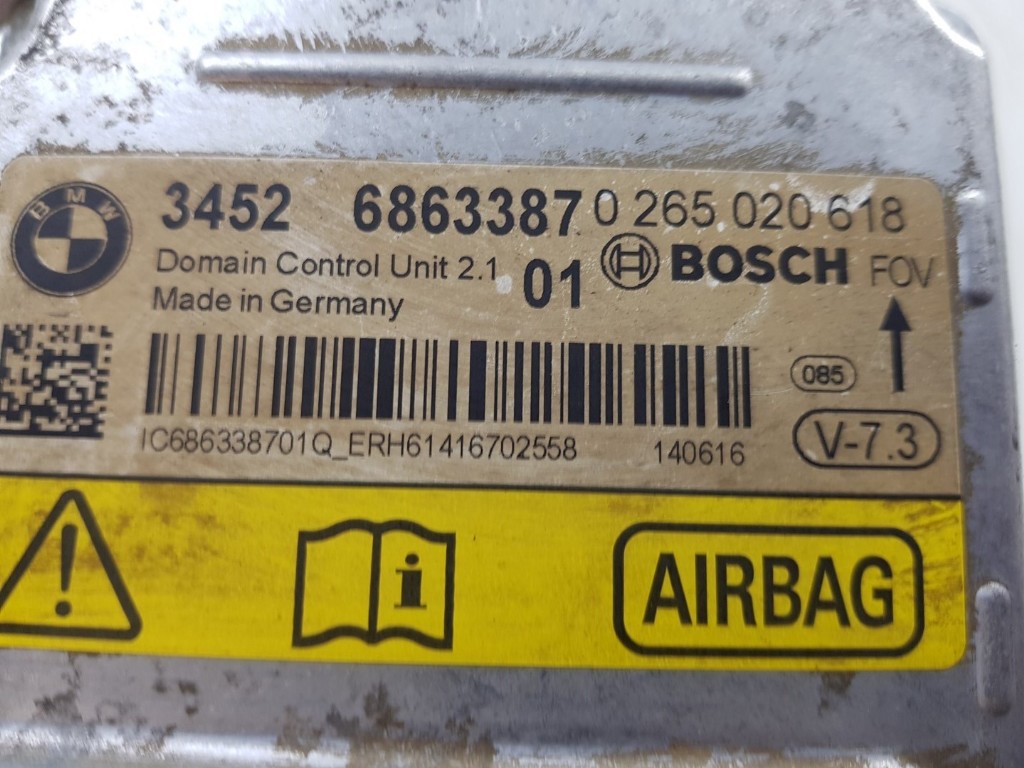 BMW
3452 6863387 0 265 020 618
Domain Control Unit 2.1 01 BOSCH FOV
Made in Germany
085
IC686338701Q_ERH61416702558 140616
V-7.3
AIRBAG